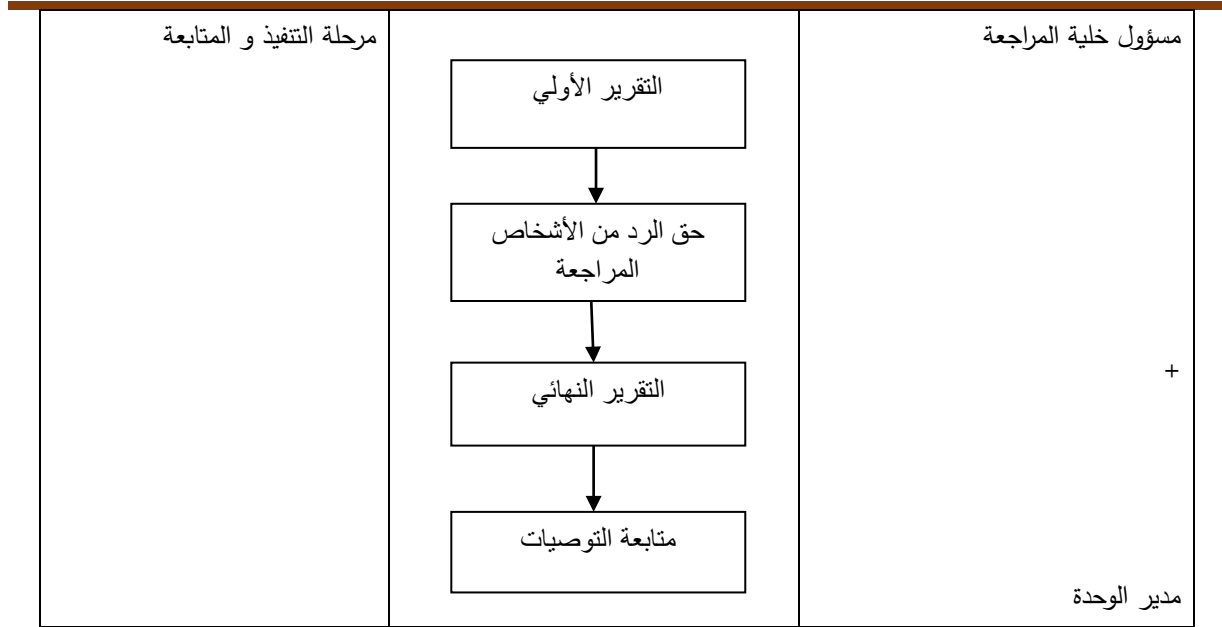 مسؤول خلية المراجعة
+
مدير الوحدة
التقرير الأولي
حق الرد من الأشخاص
المراجعة
التقرير النهائي
متابعة التوصيات
مرحلة التنفيذ و المتابعة